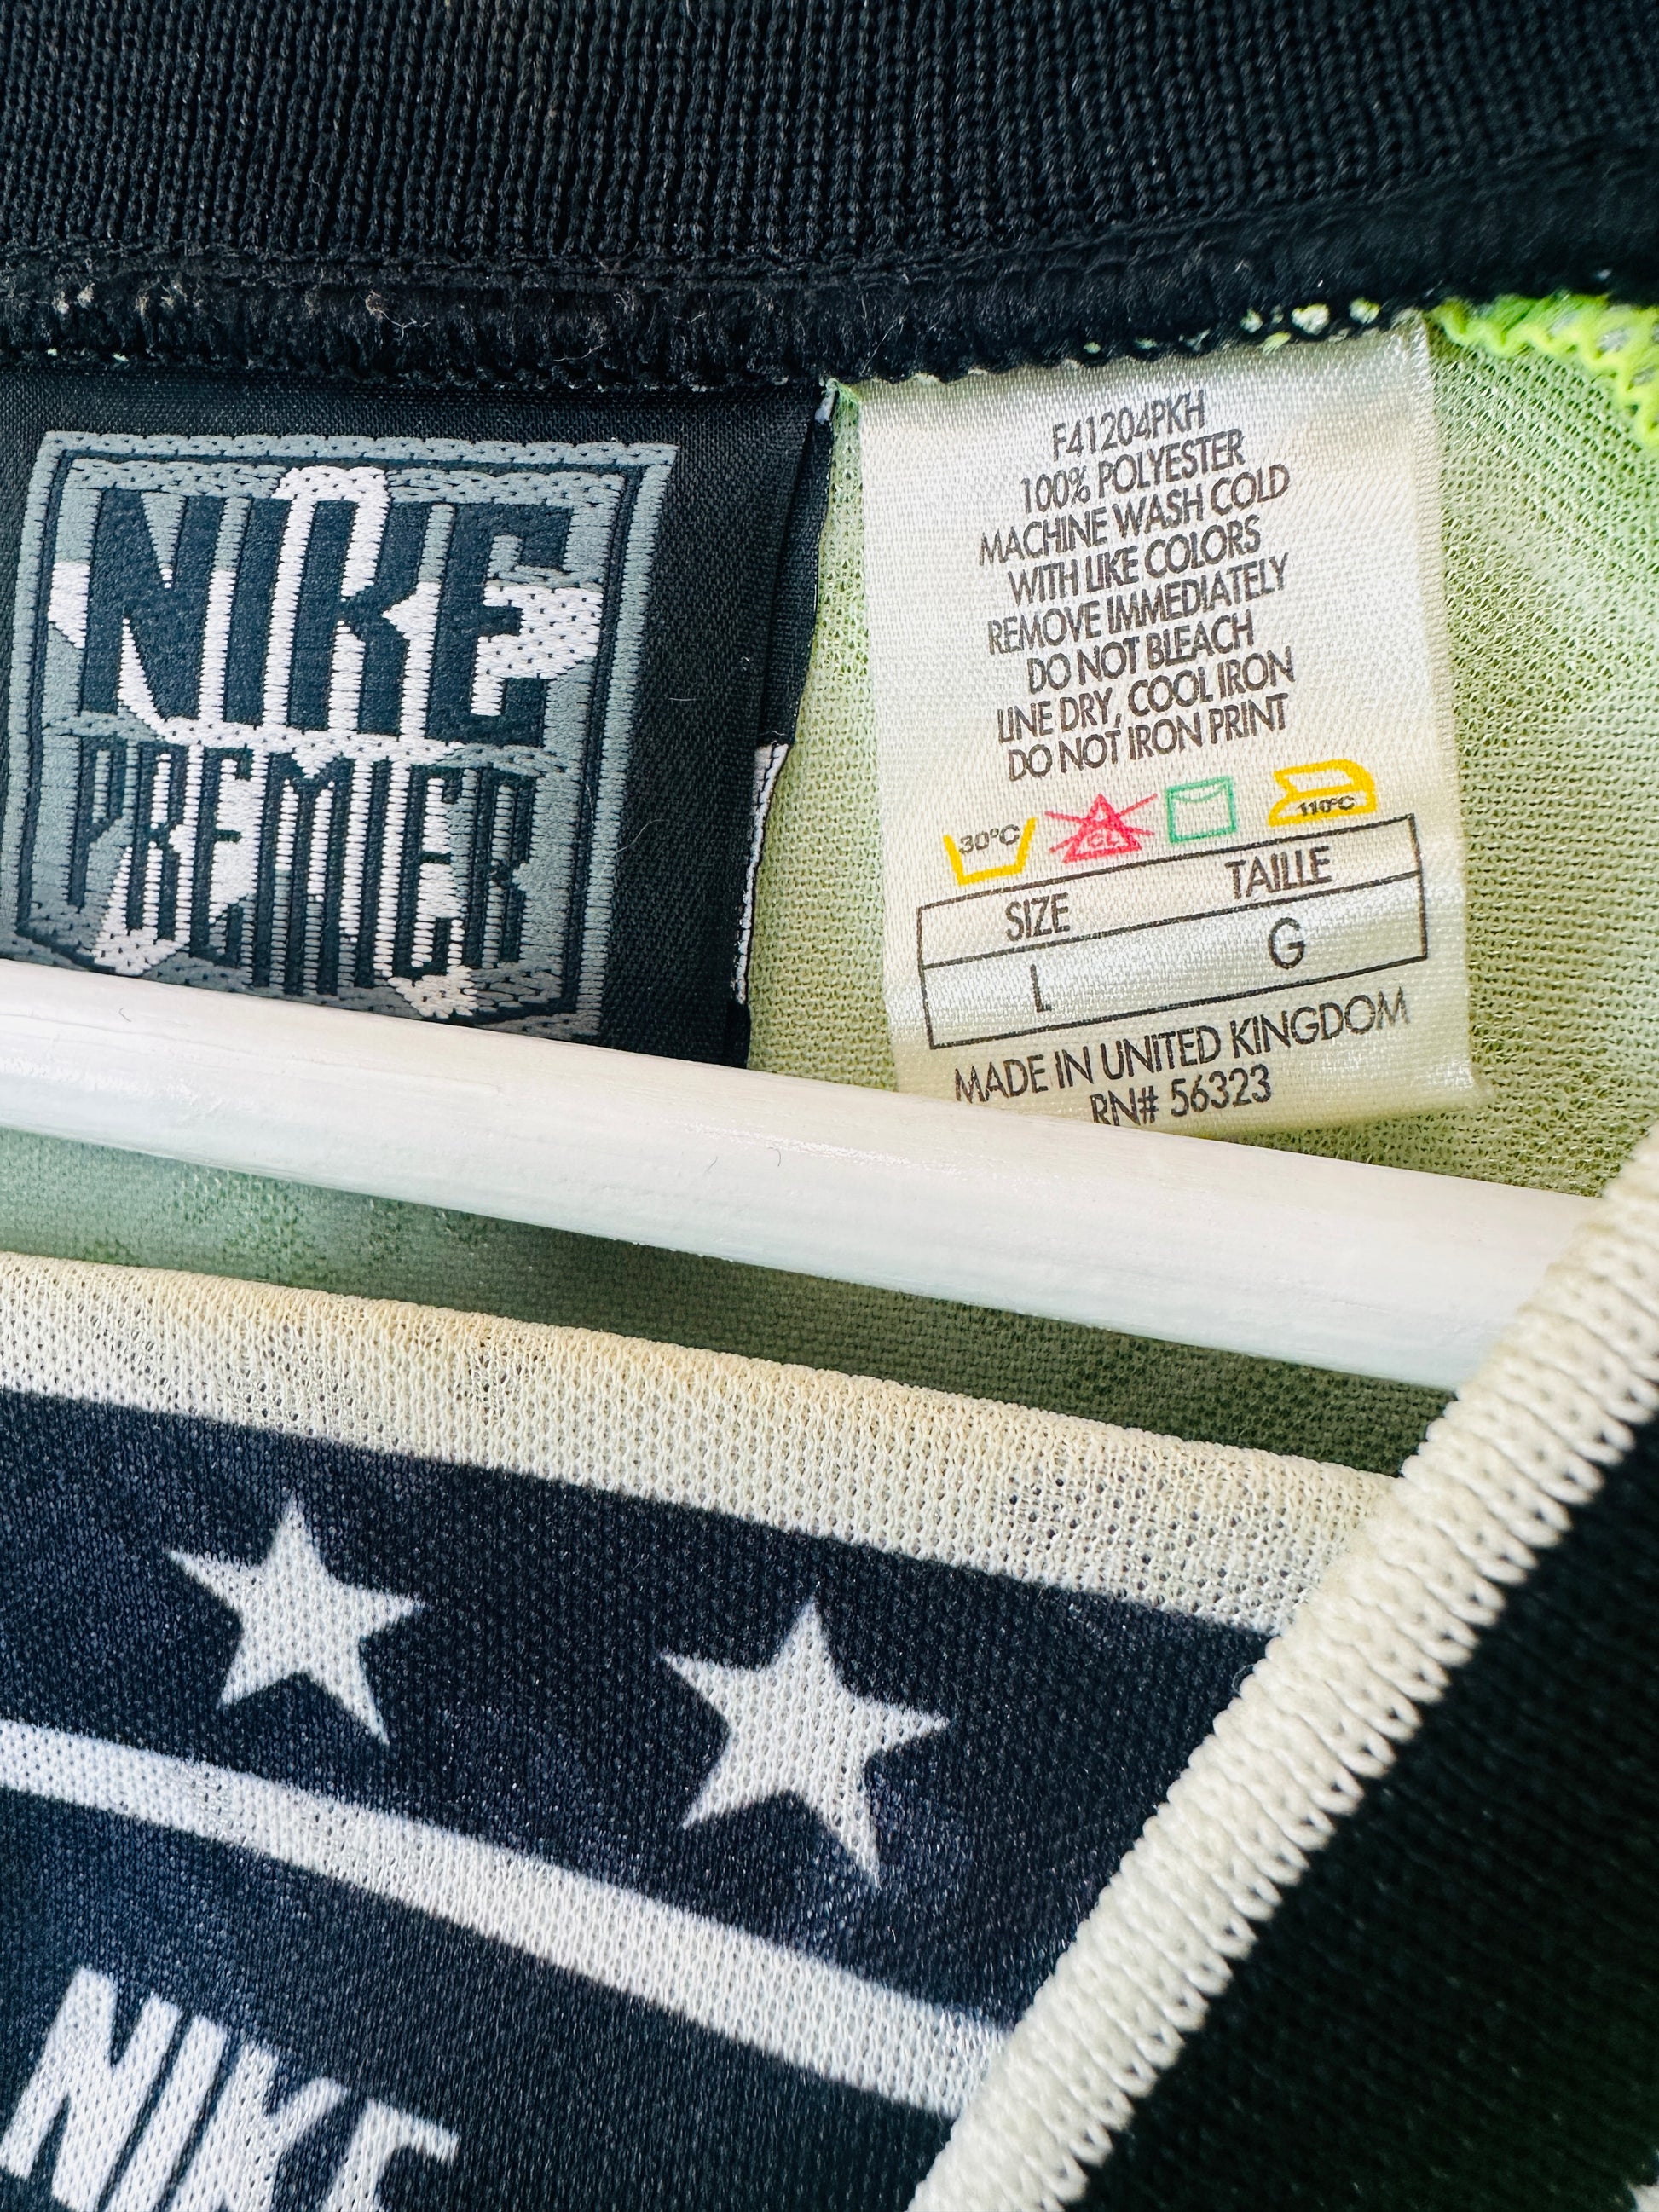 NIKE
PREMIER
F41204PKH
100% POLYESTER
MACHINE WASH COLD
WITH LIKE COLORS
REMOVE IMMEDIATELY
DO NOT BLEACH
LINE DRY, COOL IRON
DO NOT IRON PRINT
30°C CL 110°C
SIZE TAILLE
L G
MADE IN UNITED KINGDOM
RN# 56323
NIKE